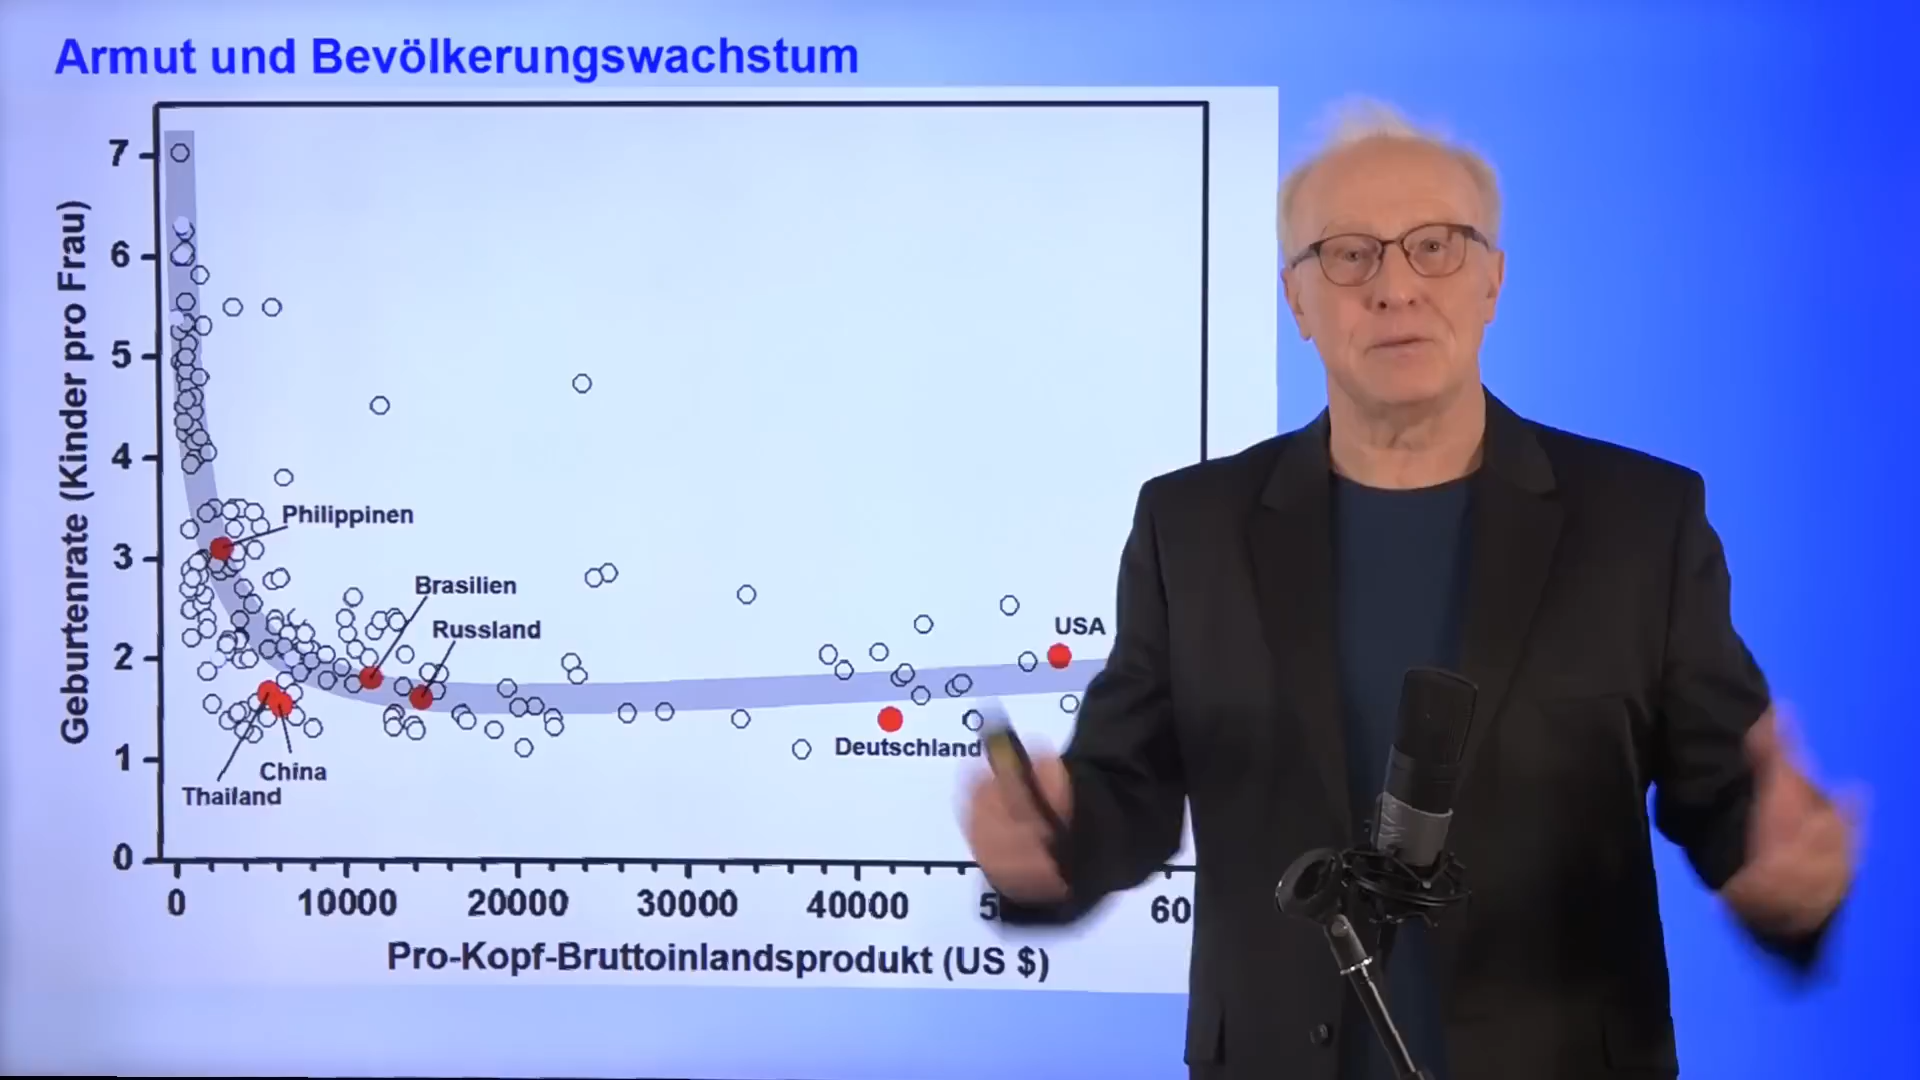 Armut und Bevölkerungswachstum
Geburtenrate (Kinder pro Frau)
7
6
5
4
3
2
1
0
Philippinen
Brasilien
Russland
USA
Deutschland
China
Thailand
0 10000 20000 30000 40000
Pro-Kopf-Bruttoinlandsprodukt (US $)